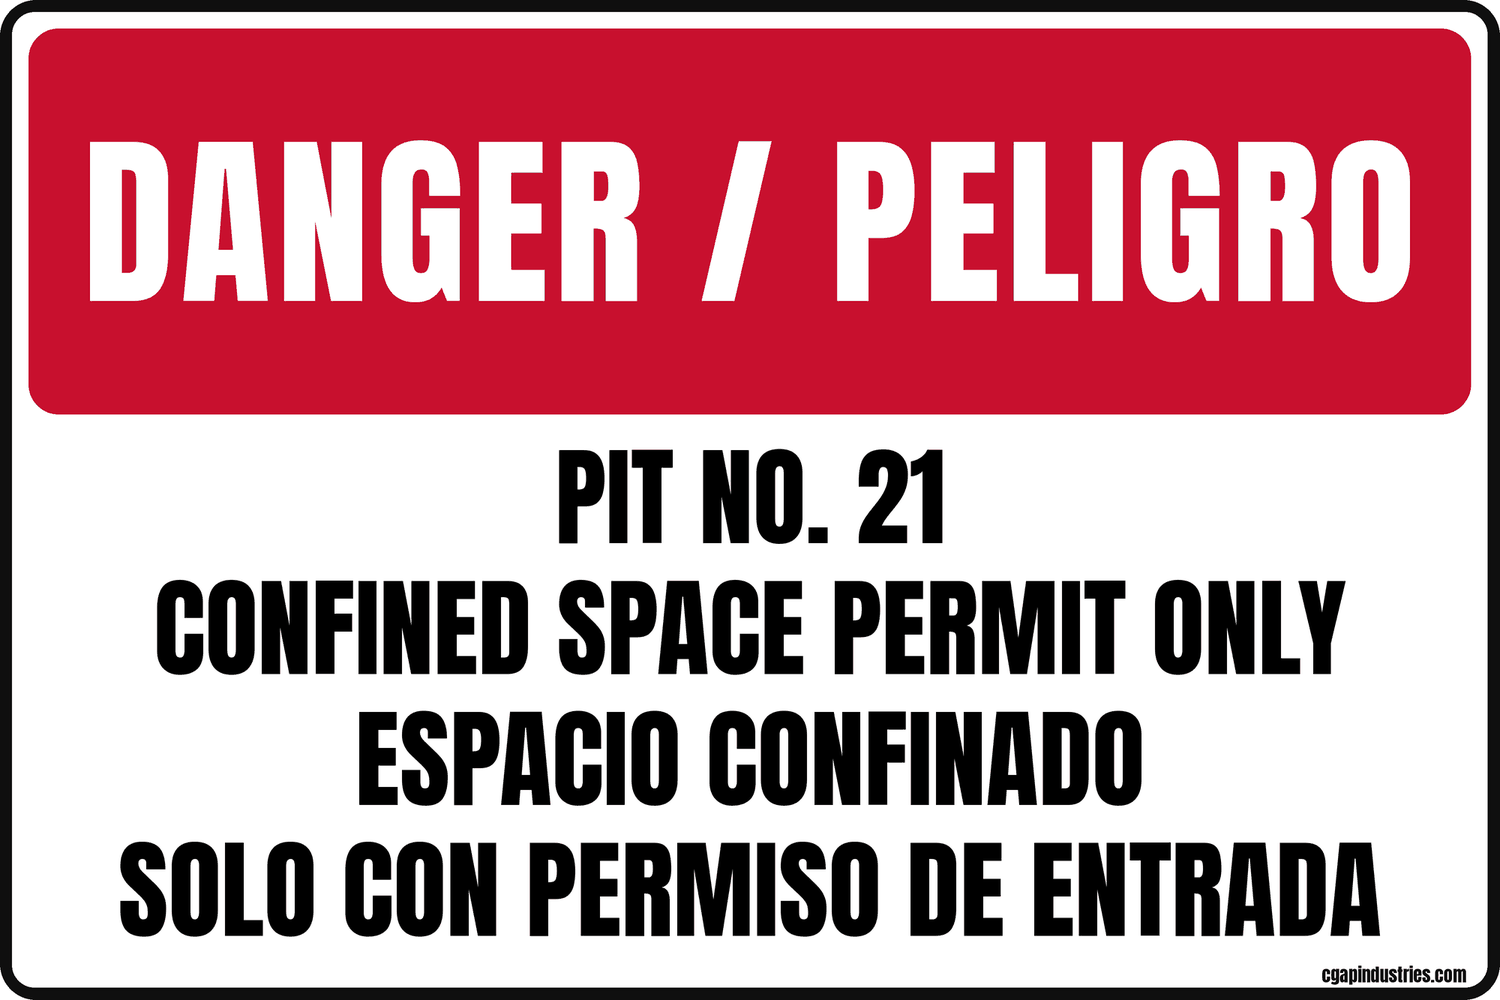 DANGER / PELIGRO
PIT NO. 21
CONFINED SPACE PERMIT ONLY
ESPACIO CONFINADO
SOLO CON PERMISO DE ENTRADA
cgapindustries.com